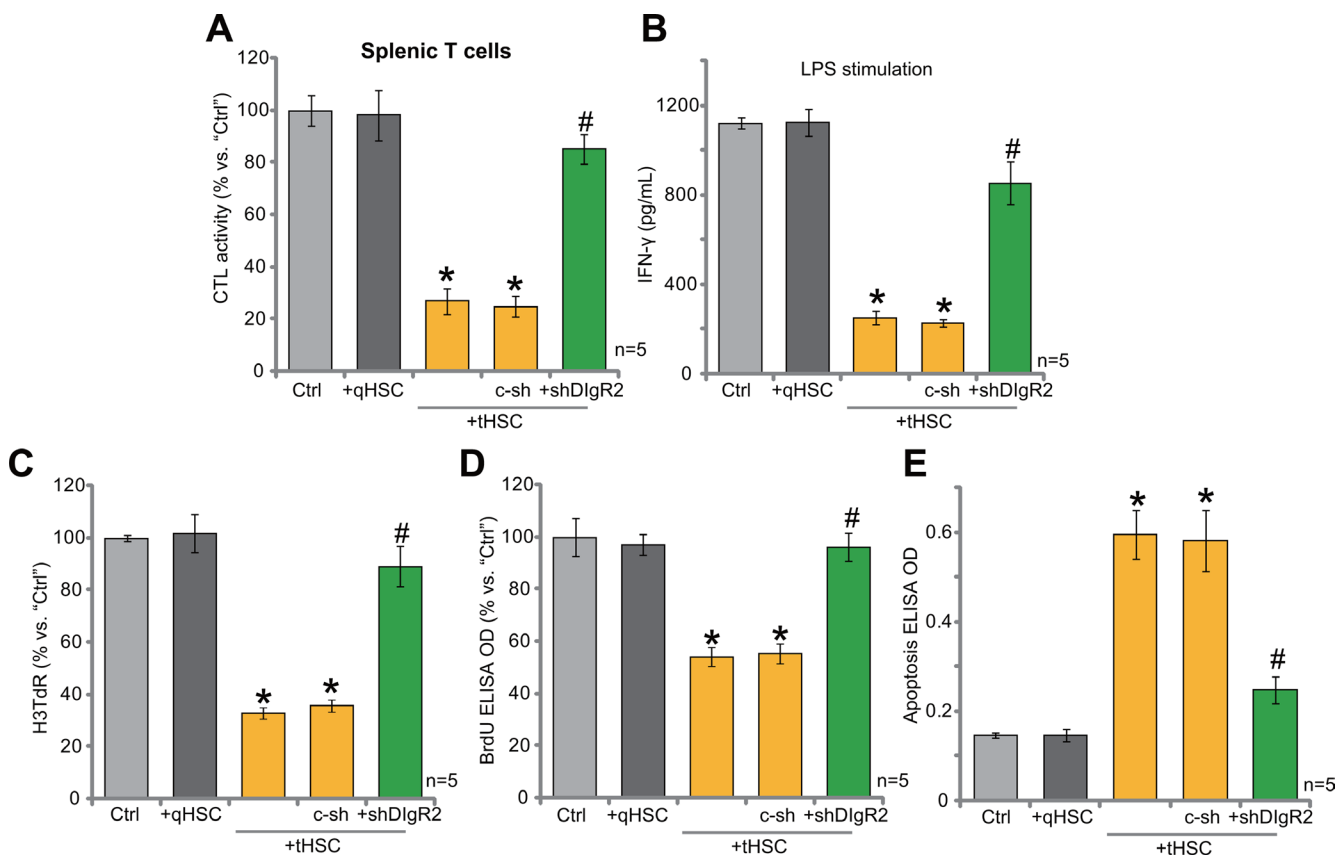 A
Splenic T cells
CTL activity (% vs. “Ctrl”)
120
100
80
60
40
20
0
*
*
#
n=5
Ctrl
+qHSC
c-sh
+shDIgR2
+tHSC
B
LPS stimulation
IFN-γ (pg/mL)
1200
800
400
0
*
*
#
n=5
Ctrl
+qHSC
c-sh
+shDIgR2
+tHSC
C
H3TdR (% vs. “Ctrl”)
120
100
80
60
40
20
0
*
*
#
n=5
Ctrl
+qHSC
c-sh
+shDIgR2
+tHSC
D
BrdU ELISA OD (% vs. “Ctrl”)
120
100
80
60
40
20
0
*
*
#
n=5
Ctrl
+qHSC
c-sh
+shDIgR2
+tHSC
E
Apoptosis ELISA OD
0.6
0.4
0.2
0
*
*
#
n=5
Ctrl
+qHSC
c-sh
+shDIgR2
+tHSC